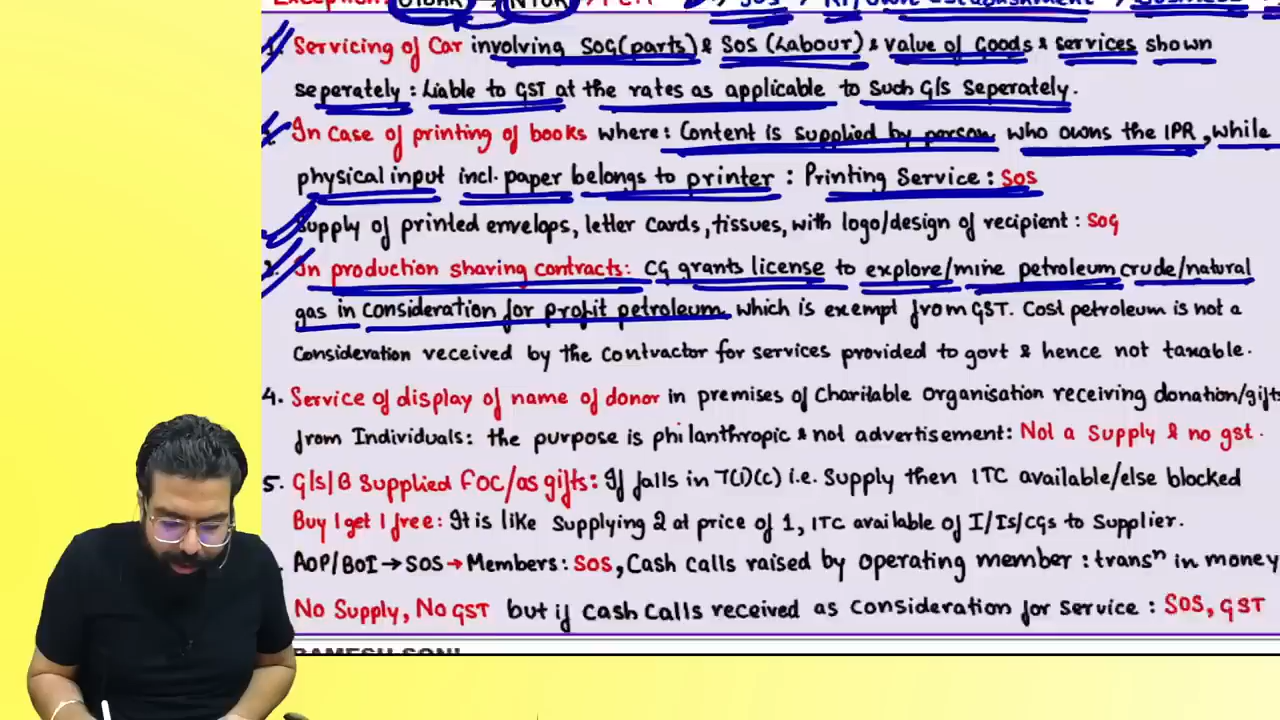 Exception: OIDAR NTOR
1. Servicing of Car involving SOG(parts) & SOS (Labour) & value of Goods & services shown
seperately : Liable to GST at the rates as applicable to such G/S Seperately.
In case of printing of books where: Content is supplied by person who owns the IPR, while
physical input incl. paper belongs to printer : Printing Service : SOS
Supply of printed envelops, letter cards, tissues, with logo/design of recipient : SOG
3. In production sharing contracts: CG grants license to explore/mine petroleum crude/natural
gas in consideration for profit petroleum which is exempt from GST. Cost petroleum is not a
consideration received by the contractor for services provided to govt & hence not taxable.
4. Service of display of name of donor in premises of Charitable Organisation receiving donation/gifts
from Individuals: the purpose is philanthropic & not advertisement: Not a Supply & no gst.
5. G/S/B Supplied FOC/as gifts: If falls in 7(1)(c) i.e. Supply then ITC available/else blocked
Buy 1 get 1 free: It is like supplying 2 at price of 1, ITC available of I/IS/CGs to Supplier.
. AOP/BOI → SOS → Members: SOS, Cash calls raised by operating member : transⁿ in money
No Supply, No GST but if cash calls received as consideration for service : SOS, GST
RAMESH SONI